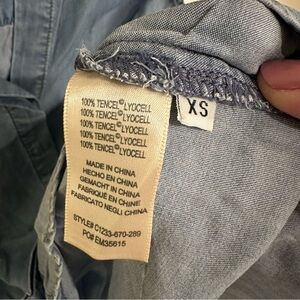 100% TENCEL®LYOCELL
100% TENCEL®LYOCELL
100% TENCEL®LYOCELL
100% TENCEL®LYOCELL
100% TENCEL®LYOCELL
MADE IN CHINA
HECHO EN CHINA
GEMACHT IN CHINA
FABRIQUÉ EN CHINE
FABRICATO NEGLI CHINA
STYLE# C1233-670-289
PO# EM35615
XS